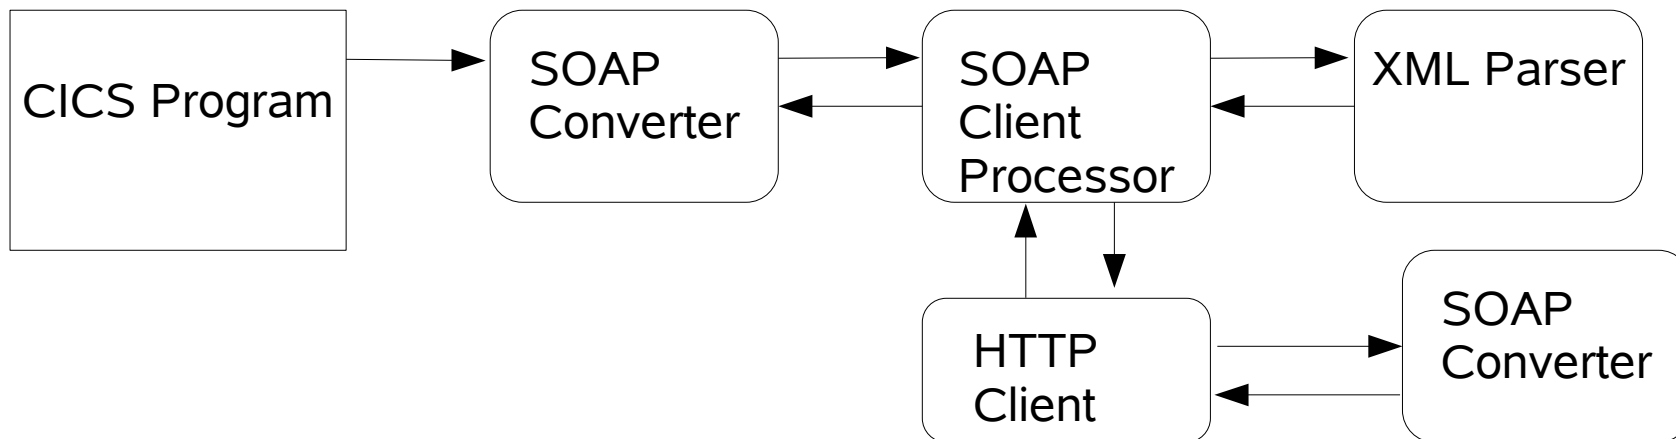 CICS Program
SOAP
Converter
SOAP
Client
Processor
XML Parser
HTTP
Client
SOAP
Converter